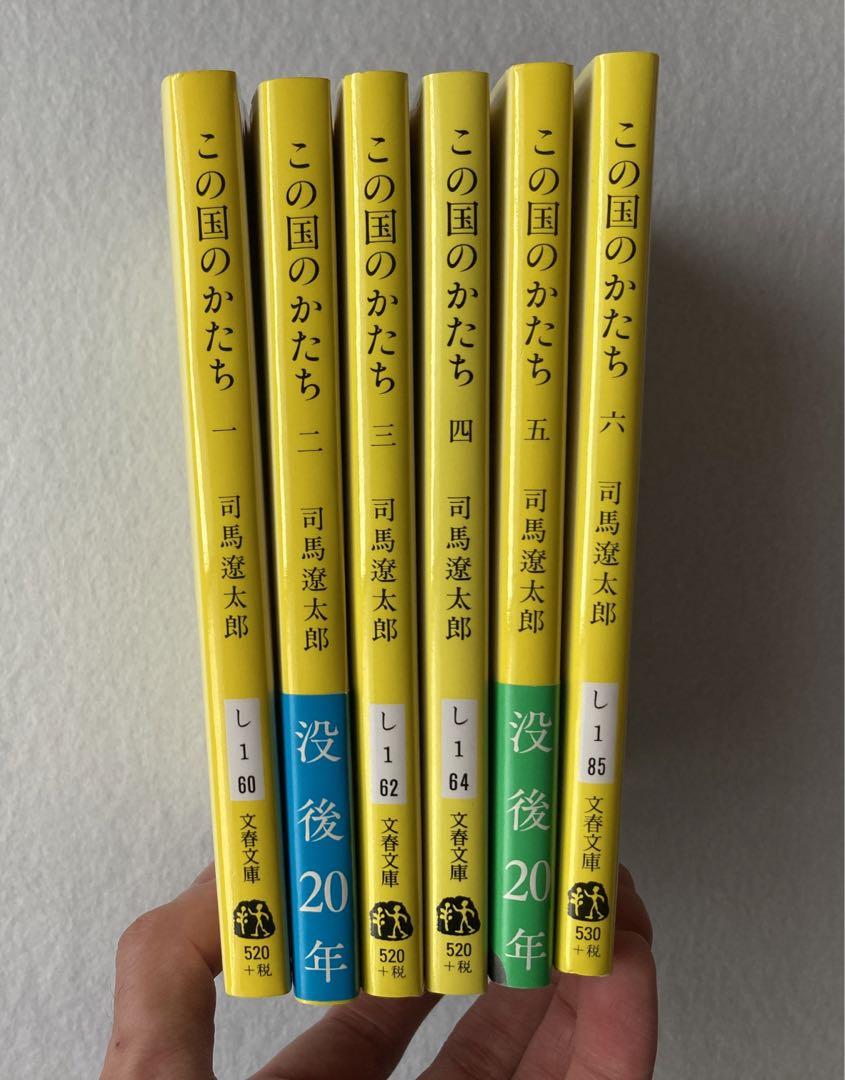 この国のかたち 一 司馬遼太郎
し
1
60
文春文庫
520
+税
この国のかたち 二 司馬遼太郎
没後20年
この国のかたち 三 司馬遼太郎
し
1
62
文春文庫
520
+税
この国のかたち 四 司馬遼太郎
し
1
64
文春文庫
520
+税
この国のかたち 五 司馬遼太郎
没後20年
この国のかたち 六 司馬遼太郎
し
1
85
文春文庫
530
+税